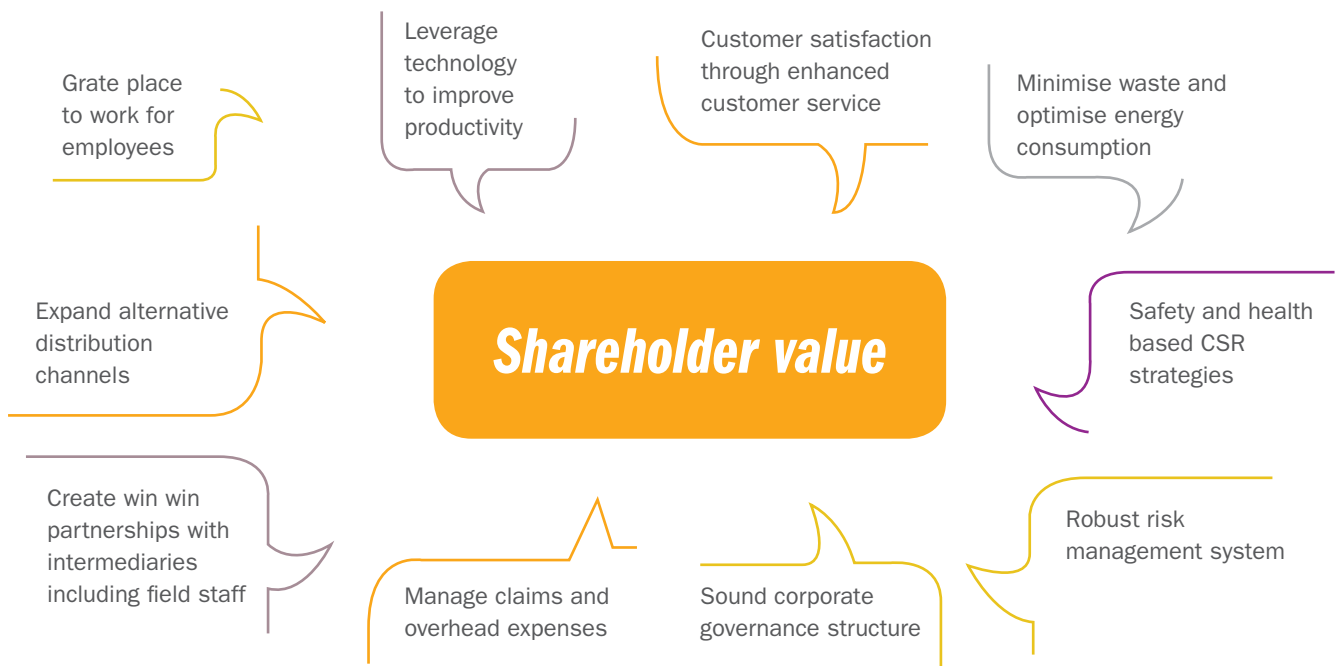 Grate place
to work for
employees
Leverage
technology
to improve
productivity
Customer satisfaction
through enhanced
customer service
Minimise waste and
optimise energy
consumption
Expand alternative
distribution
channels
Shareholder value
Safety and health
based CSR
strategies
Create win win
partnerships with
intermediaries
including field staff
Manage claims and
overhead expenses
Sound corporate
governance structure
Robust risk
management system